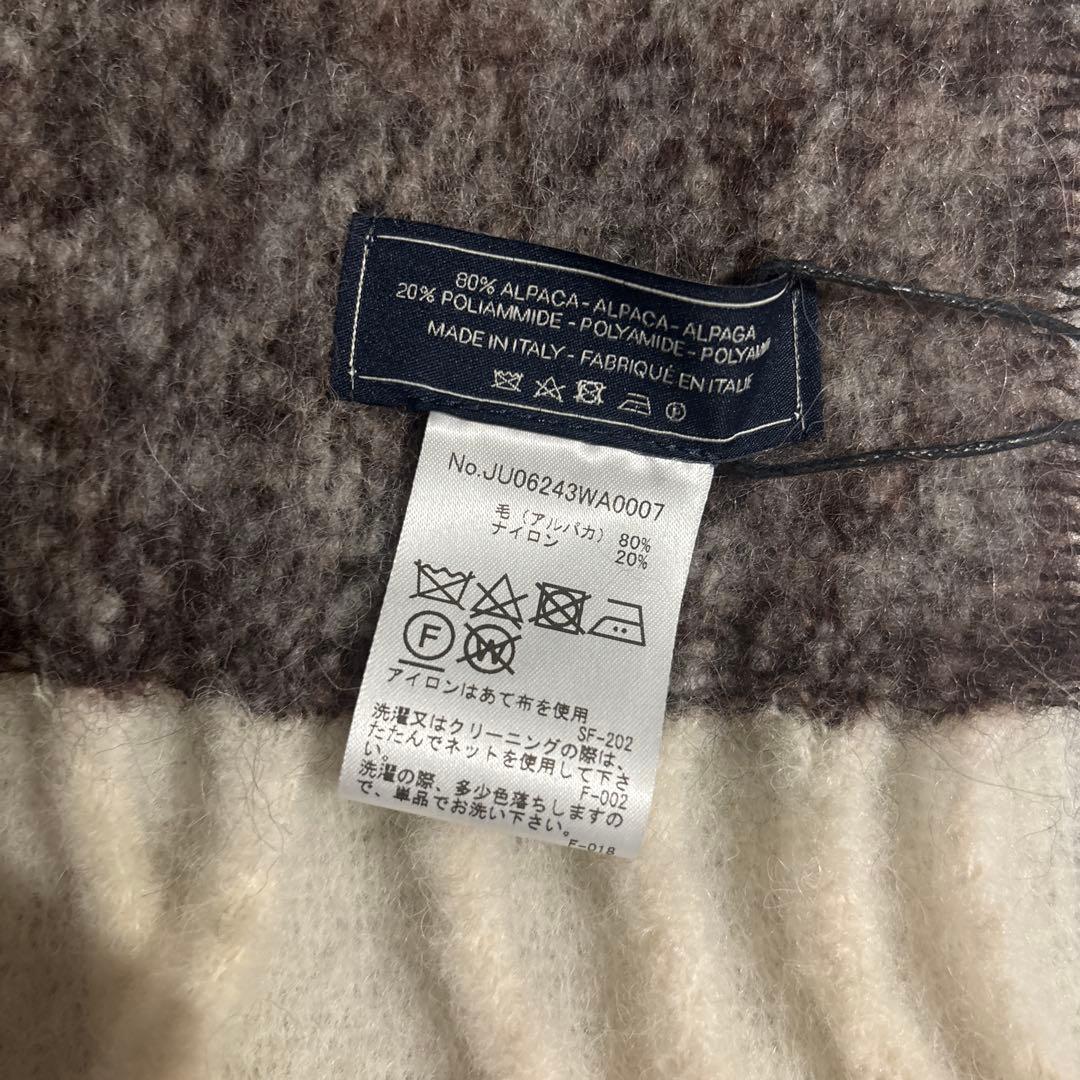 80% ALPACA - ALPACA - ALPAGA
20% POLIAMMIDE - POLYAMIDE - POLYAM
MADE IN ITALY - FABRIQUÉ EN ITALIE
P
No.JU06243WA0007
毛（アルパカ） 80%
ナイロン 20%
F W
アイロンはあて布を使用
SF-202
洗濯又はクリーニングの際は、
たたんでネットを使用して下さ
い。
F-002
洗濯の際、多少色落ちしますの
で、単品でお洗い下さい。
F-018